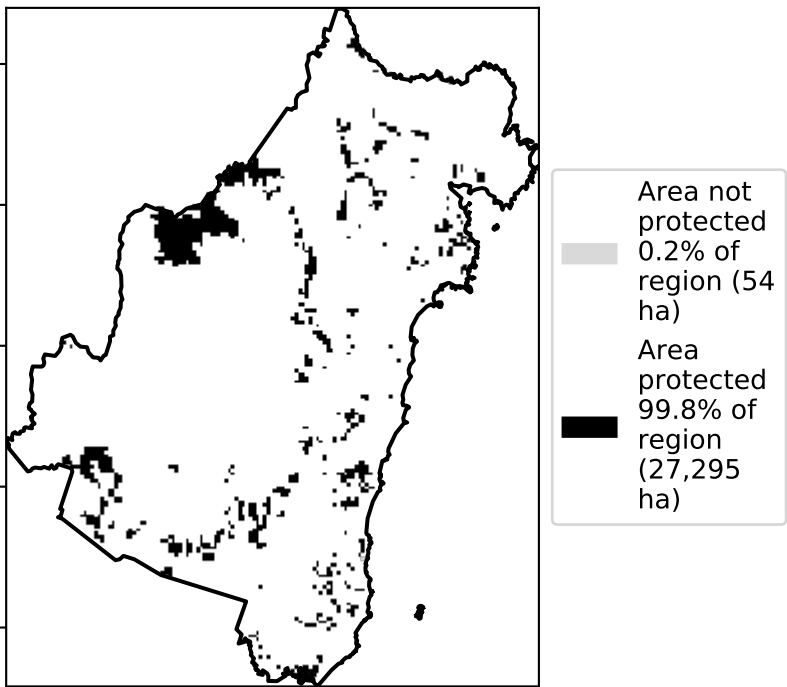 Area not
protected
0.2% of
region (54
ha)
Area
protected
99.8% of
region
(27,295
ha)